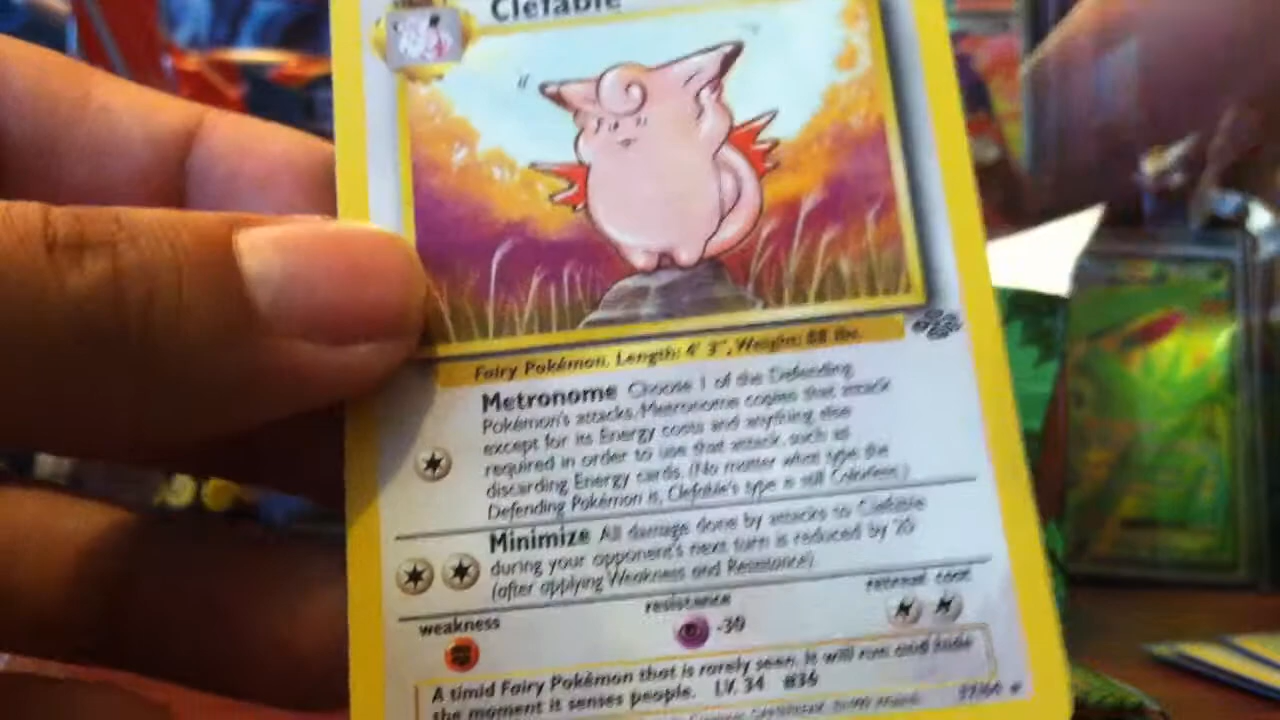 Clefable
Fairy Pokémon. Length: 4' 3", Weight: 88 lbs.
Metronome Choose 1 of the Defending
Pokémon's attacks. Metronome copies that attack
except for its Energy costs and anything else
required in order to use that attack, such as
discarding Energy cards. (No matter what type the
Defending Pokémon is, Clefable's type is still Colorless.)
Minimize All damage done by attacks to Clefable
during your opponent's next turn is reduced by 20
(after applying Weakness and Resistance).
weakness
resistance
retreat cost
-30
A timid Fairy Pokémon that is rarely seen. It will run and hide
the moment it senses people. LV. 34 #36